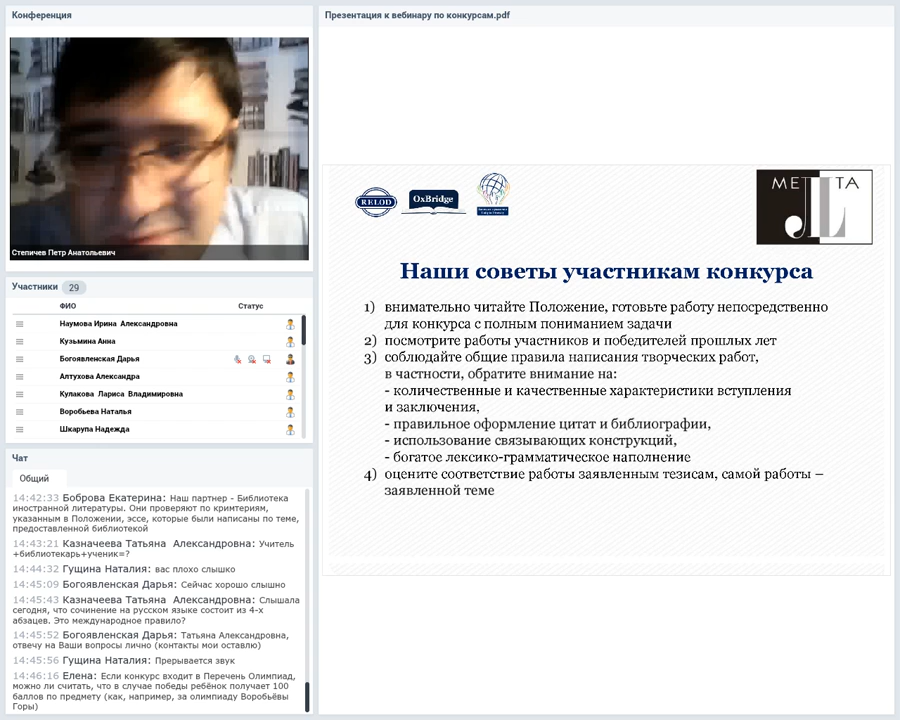 Конференция
Степичев Петр Анатольевич
Участники 29
ФИО Статус
Наумова Ирина Александровна
Кузьмина Анна
Богоявленская Дарья
Алтухова Александра
Кулакова Лариса Владимировна
Воробьева Наталья
Шкарупа Надежда
Чат
Общий
14:42:33 Боброва Екатерина: Наш партнер - Библиотека
иностранной литературы. Они проверяют по кримтериям,
указанным в Положении, эссе, которые были написаны по теме,
предоставленной библиотекой
14:43:21 Казначеева Татьяна Александровна: Учитель
+библиотекарь+ученик=?
14:44:32 Гущина Наталия: вас плохо слышко
14:45:09 Богоявленская Дарья: Сейчас хорошо слышно
14:45:43 Казначеева Татьяна Александровна: Слышала
сегодня, что сочинение на русском языке состоит из 4-х
абзацев. Это международное правило?
14:45:52 Богоявленская Дарья: Татьяна Александровна,
отвечу на Ваши вопросы лично (контакты мои оставлю)
14:45:56 Гущина Наталия: Прерывается звук
14:46:16 Елена: Если конкурс входит в Перечень Олимпиад,
можно ли считать, что в случае победы ребёнок получает 100
баллов по предмету (как, например, за олимпиаду Воробьёвы
Горы)
Презентация к вебинару по конкурсам.pdf
RELOD
OxBridge
МЕТТА
Наши советы участникам конкурса
1) внимательно читайте Положение, готовьте работу непосредственно
для конкурса с полным пониманием задачи
2) посмотрите работы участников и победителей прошлых лет
3) соблюдайте общие правила написания творческих работ,
в частности, обратите внимание на:
- количественные и качественные характеристики вступления
и заключения,
- правильное оформление цитат и библиографии,
- использование связывающих конструкций,
- богатое лексико-грамматическое наполнение
4) оцените соответствие работы заявленным тезисам, самой работы –
заявленной теме